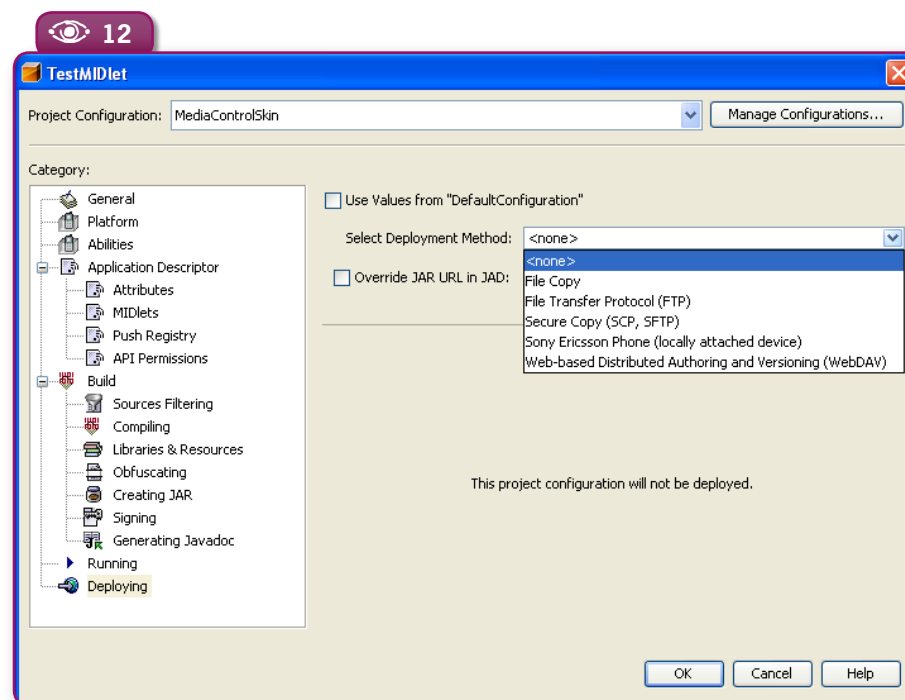 12
TestMIDlet
Project Configuration: MediaControlSkin Manage Configurations...
Category:
General
Platform
Abilities
Application Descriptor
Attributes
MIDlets
Push Registry
API Permissions
Build
Sources Filtering
Compiling
Libraries & Resources
Obfuscating
Creating JAR
Signing
Generating Javadoc
Running
Deploying
Use Values from "DefaultConfiguration"
Select Deployment Method: <none>
<none>
Override JAR URL in JAD:
File Copy
File Transfer Protocol (FTP)
Secure Copy (SCP, SFTP)
Sony Ericsson Phone (locally attached device)
Web-based Distributed Authoring and Versioning (WebDAV)
This project configuration will not be deployed.
OK Cancel Help